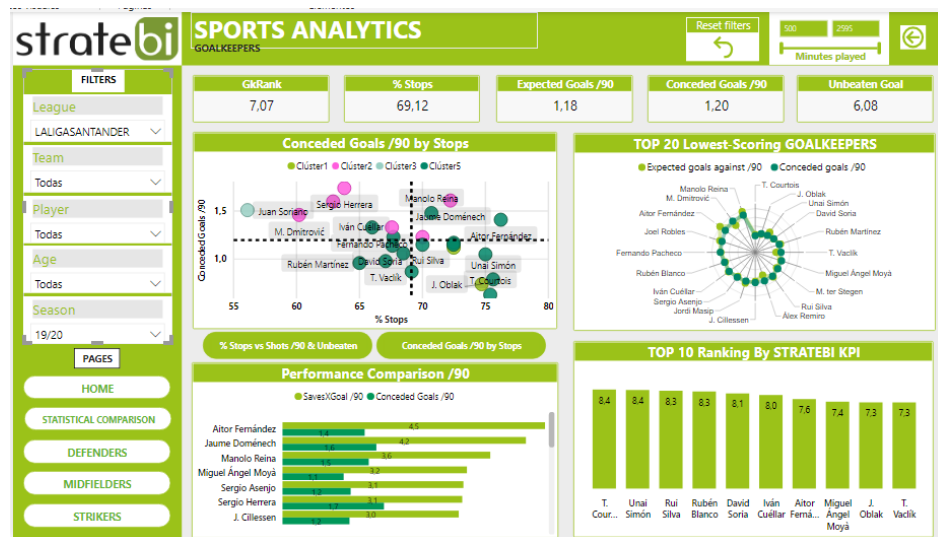 stratebi
SPORTS ANALYTICS
GOALKEEPERS
Reset filters
500
2595
Minutes played
FILTERS
League
LALIGASANTANDER
Team
Todas
Player
Todas
Age
Todas
Season
19/20
PAGES
HOME
STATISTICAL COMPARISON
DEFENDERS
MIDFIELDERS
STRIKERS
GkRank
7,07
% Stops
69,12
Expected Goals /90
1,18
Conceded Goals /90
1,20
Unbeaten Goal
6,08
Conceded Goals /90 by Stops
Clúster1 Clúster2 Clúster3 Clúster5
Conceded Goals /90
1,5
1,0
Juan Soriano
Sergio Herrera
Manolo Reina
Jaume Doménech
M. Dmitrović
Iván Cuéllar
Aitor Fernández
Fernando Pacheco
Rubén Martínez
David Soria
Rui Silva
Unai Simón
T. Vaclík
J. Oblak
T. Courtois
55 60 65 70 75 80
% Stops
% Stops vs Shots /90 & Unbeaten
Conceded Goals /90 by Stops
Performance Comparison /90
SavesXGoal /90 Conceded Goals /90
Aitor Fernández 4,5
1,4
Jaume Doménech 4,2
1,6
Manolo Reina 3,6
1,5
Miguel Ángel Moyà 3,2
1,1
Sergio Asenjo 3,1
1,2
Sergio Herrera 3,1
1,7
J. Cillessen 3,0
1,2
TOP 20 Lowest-Scoring GOALKEEPERS
Expected goals against /90 Conceded goals /90
T. Courtois
J. Oblak
Unai Simón
David Soria
Rubén Martínez
T. Vaclík
Miguel Ángel Moyà
M. ter Stegen
Rui Silva
Álex Remiro
J. Cillessen
Jordi Masip
Sergio Asenjo
Iván Cuéllar
Rubén Blanco
Fernando Pacheco
Joel Robles
Aitor Fernández
M. Dmitrović
Manolo Reina
TOP 10 Ranking By STRATEBI KPI
8,4 8,4 8,3 8,3 8,1 8,0 7,6 7,4 7,3 7,3
T. Cour...
Unai Simón
Rui Silva
Rubén Blanco
David Soria
Iván Cuéllar
Aitor Ferná...
Miguel Ángel Moyà
J. Oblak
T. Vaclík